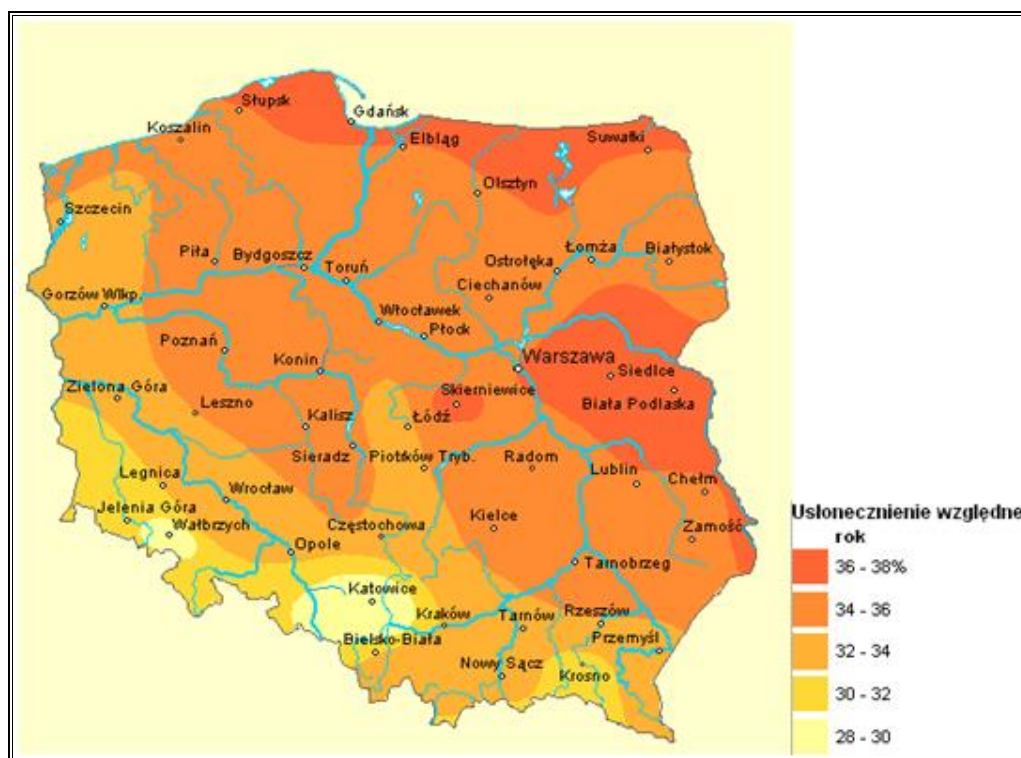 Słupsk
Gdańsk
Koszalin
Elbląg
Suwałki
Olsztyn
Szczecin
Piła
Bydgoszcz
Toruń
Ostrołęka
Łomża
Białystok
Ciechanów
Gorzów Wlkp.
Włocławek
Płock
Poznań
Konin
Warszawa
Siedlce
Skierniewice
Biała Podlaska
Zielona Góra
Leszno
Kalisz
Łódź
Sieradz
Piotrków Tryb.
Radom
Lublin
Chełm
Legnica
Wrocław
Jelenia Góra
Wałbrzych
Częstochowa
Kielce
Zamość
Opole
Tarnobrzeg
Katowice
Kraków
Tarnów
Rzeszów
Przemyśl
Bielsko-Biała
Nowy Sącz
Krosno
Usłonecznienie względne
rok
36 - 38%
34 - 36
32 - 34
30 - 32
28 - 30